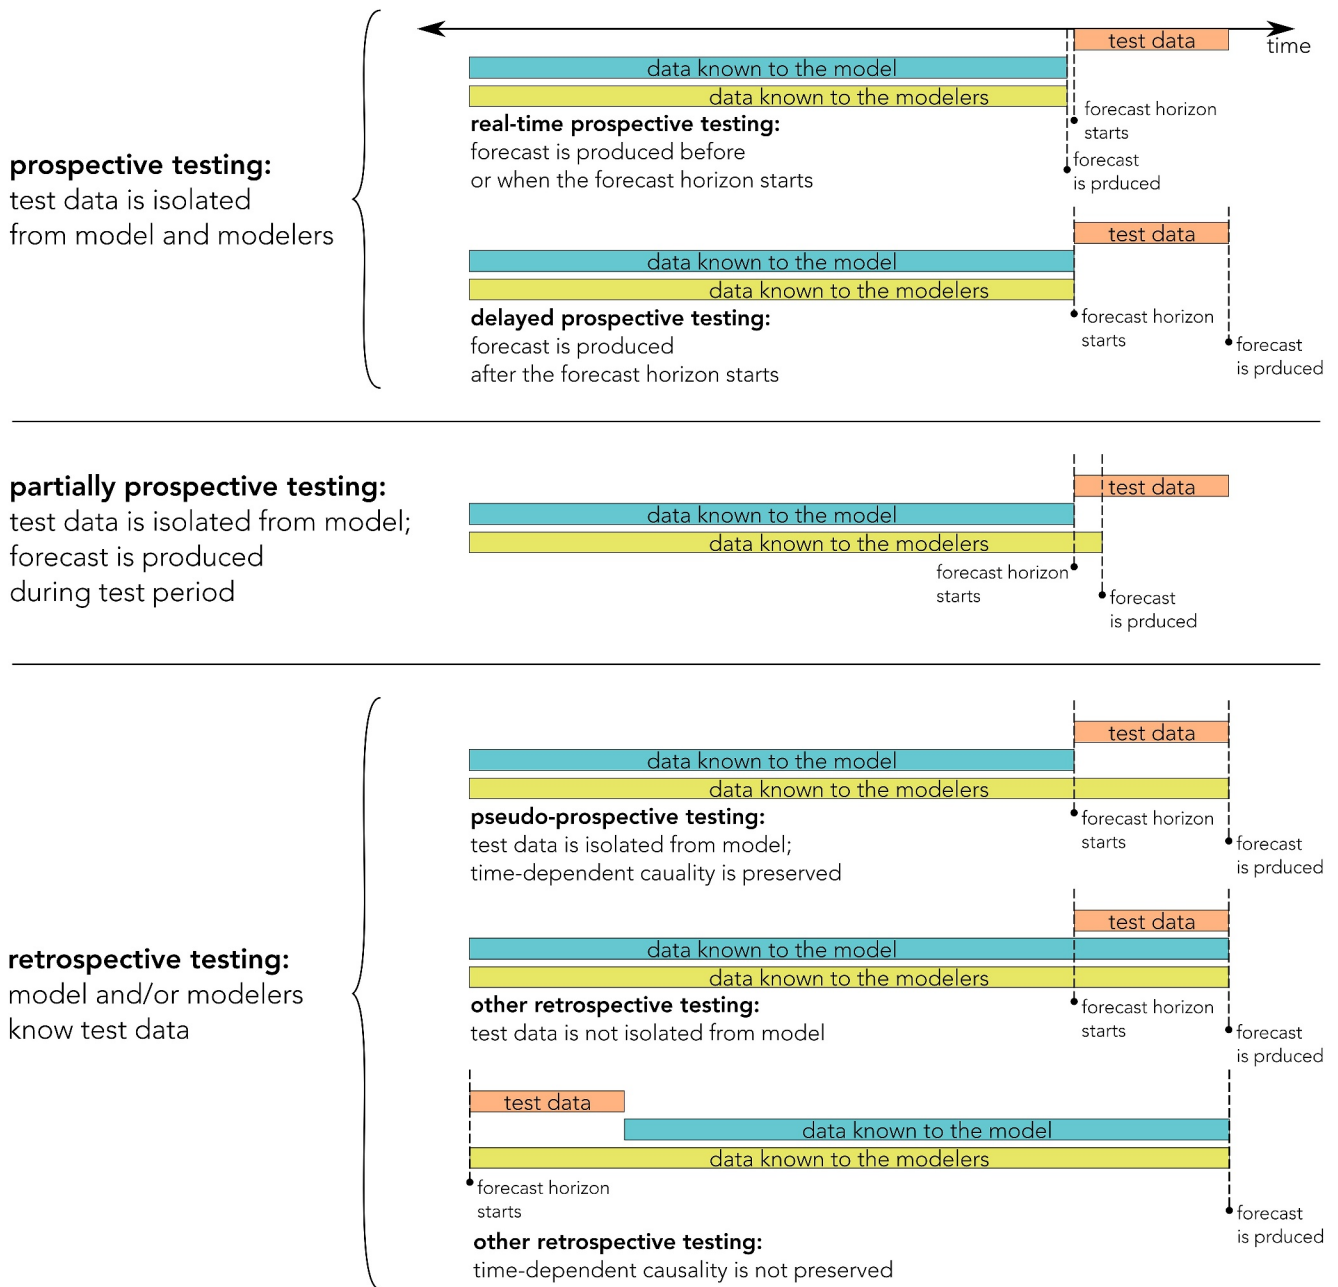 time
test data
data known to the model
data known to the modelers
real-time prospective testing:
forecast is produced before
or when the forecast horizon starts
forecast horizon
starts
forecast
is prduced
prospective testing:
test data is isolated
from model and modelers
test data
data known to the model
data known to the modelers
delayed prospective testing:
forecast is produced
after the forecast horizon starts
forecast horizon
starts
forecast
is prduced
partially prospective testing:
test data is isolated from model;
forecast is produced
during test period
test data
data known to the model
data known to the modelers
forecast horizon
starts
forecast
is prduced
test data
data known to the model
data known to the modelers
pseudo-prospective testing:
test data is isolated from model;
time-dependent cauality is preserved
forecast horizon
starts
forecast
is prduced
retrospective testing:
model and/or modelers
know test data
test data
data known to the model
data known to the modelers
other retrospective testing:
test data is not isolated from model
forecast horizon
starts
forecast
is prduced
test data
data known to the model
data known to the modelers
forecast horizon
starts
forecast
is prduced
other retrospective testing:
time-dependent causality is not preserved